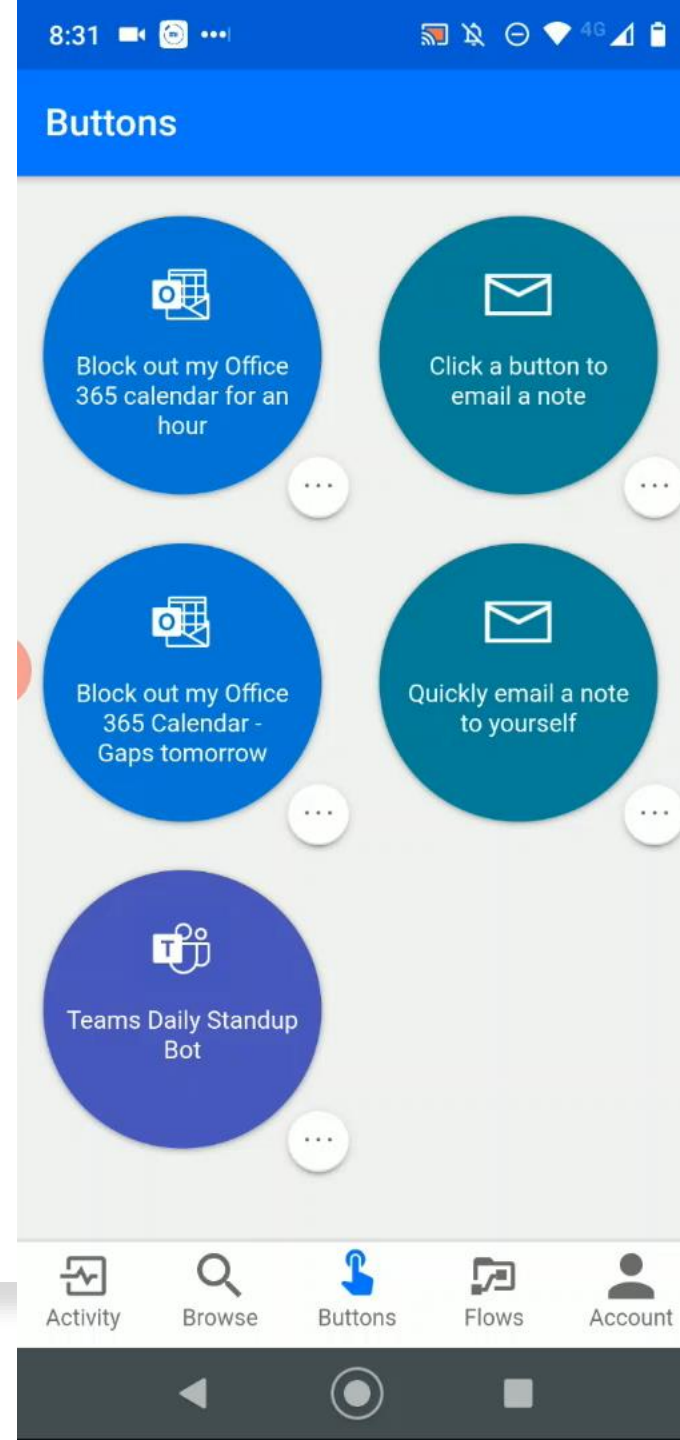 8:31
4G
Buttons
Block out my Office
365 calendar for an
hour
Click a button to
email a note
Block out my Office
365 Calendar -
Gaps tomorrow
Quickly email a note
to yourself
Teams Daily Standup
Bot
Activity Browse Buttons Flows Account